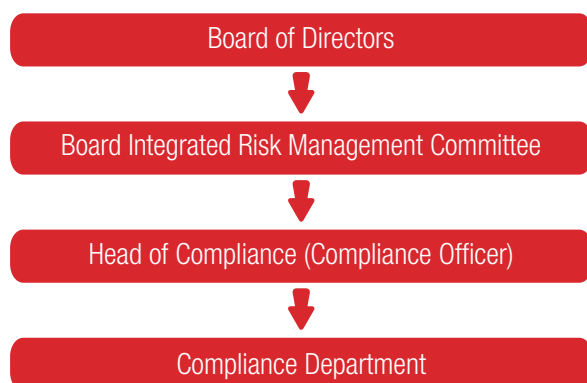 Board of Directors
Board Integrated Risk Management Committee
Head of Compliance (Compliance Officer)
Compliance Department